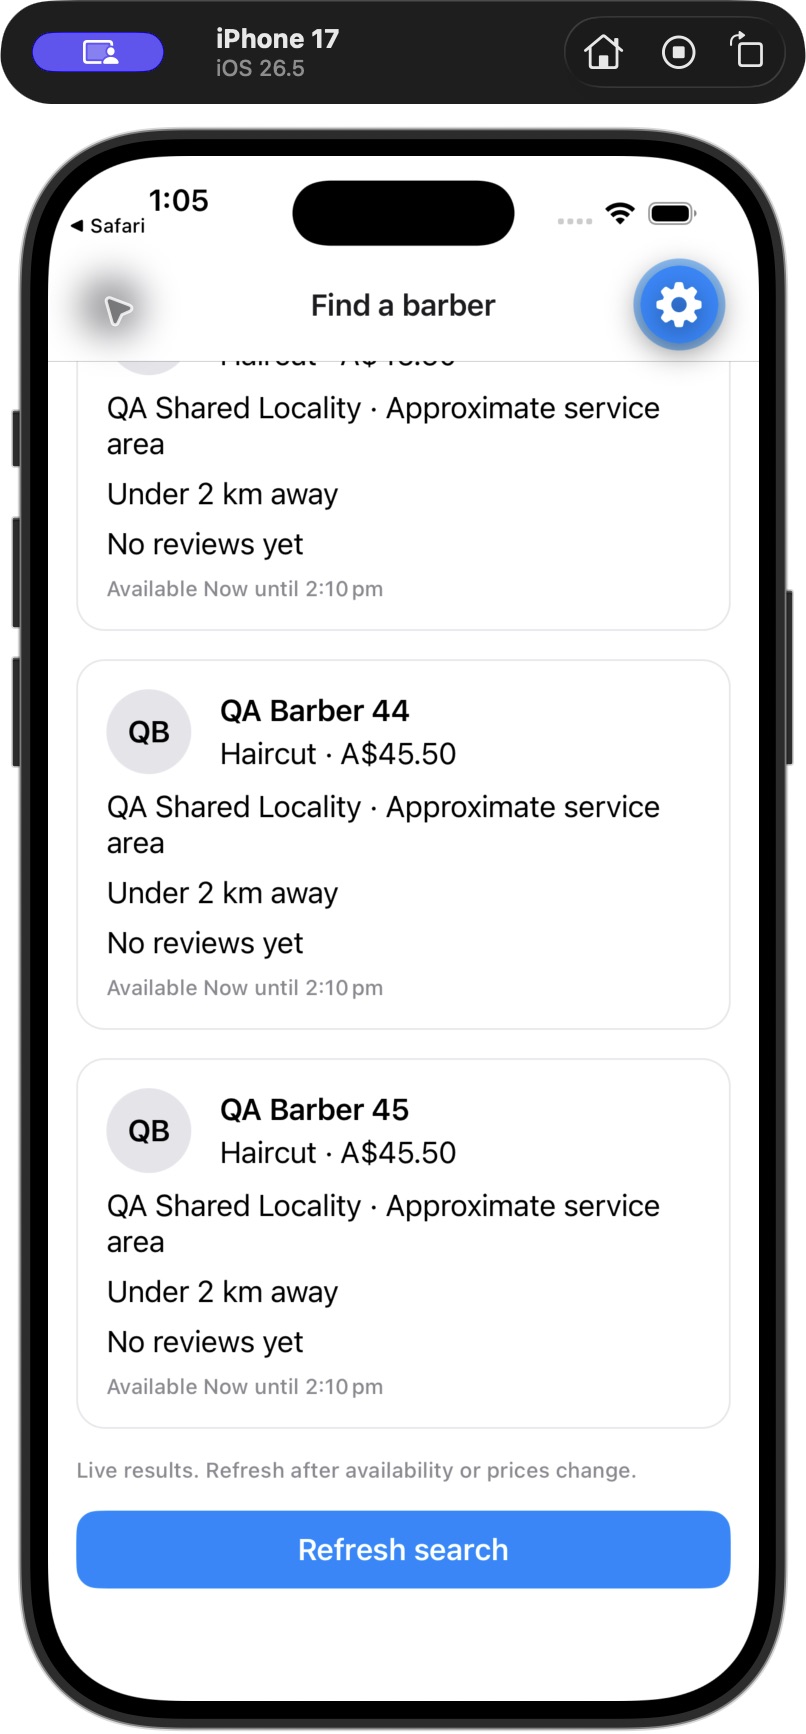 iPhone 17
iOS 26.5
1:05
Safari
Find a barber
QA Shared Locality · Approximate service
area
Under 2 km away
No reviews yet
Available Now until 2:10 pm
QB
QA Barber 44
Haircut · A$45.50
QA Shared Locality · Approximate service
area
Under 2 km away
No reviews yet
Available Now until 2:10 pm
QB
QA Barber 45
Haircut · A$45.50
QA Shared Locality · Approximate service
area
Under 2 km away
No reviews yet
Available Now until 2:10 pm
Live results. Refresh after availability or prices change.
Refresh search